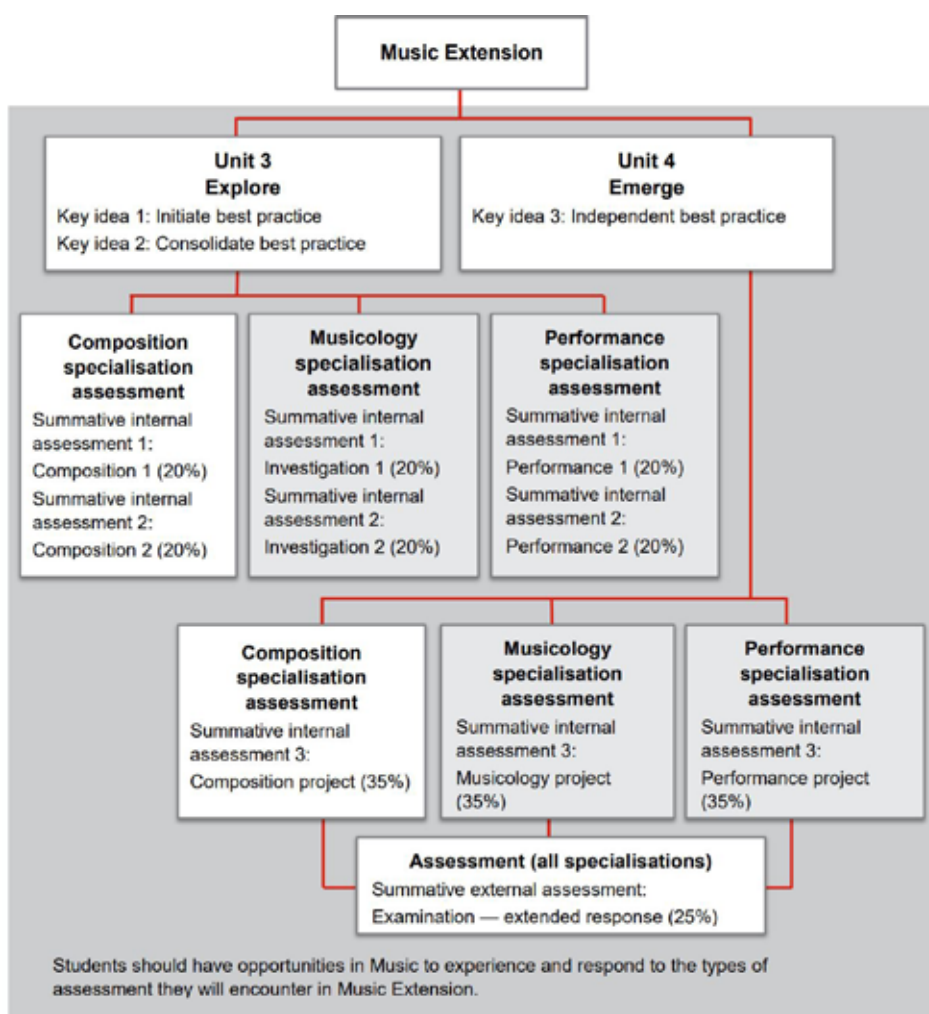 Music Extension
Unit 3
Explore
Key idea 1: Initiate best practice
Key idea 2: Consolidate best practice
Unit 4
Emerge
Key idea 3: Independent best practice
Composition
specialisation
assessment
Summative internal
assessment 1:
Composition 1 (20%)
Summative internal
assessment 2:
Composition 2 (20%)
Musicology
specialisation
assessment
Summative internal
assessment 1:
Investigation 1 (20%)
Summative internal
assessment 2:
Investigation 2 (20%)
Performance
specialisation
assessment
Summative internal
assessment 1:
Performance 1 (20%)
Summative internal
assessment 2:
Performance 2 (20%)
Composition
specialisation
assessment
Summative internal
assessment 3:
Composition project (35%)
Musicology
specialisation
assessment
Summative internal
assessment 3:
Musicology project
(35%)
Performance
specialisation
assessment
Summative internal
assessment 3:
Performance project
(35%)
Assessment (all specialisations)
Summative external assessment:
Examination — extended response (25%)
Students should have opportunities in Music to experience and respond to the types of
assessment they will encounter in Music Extension.